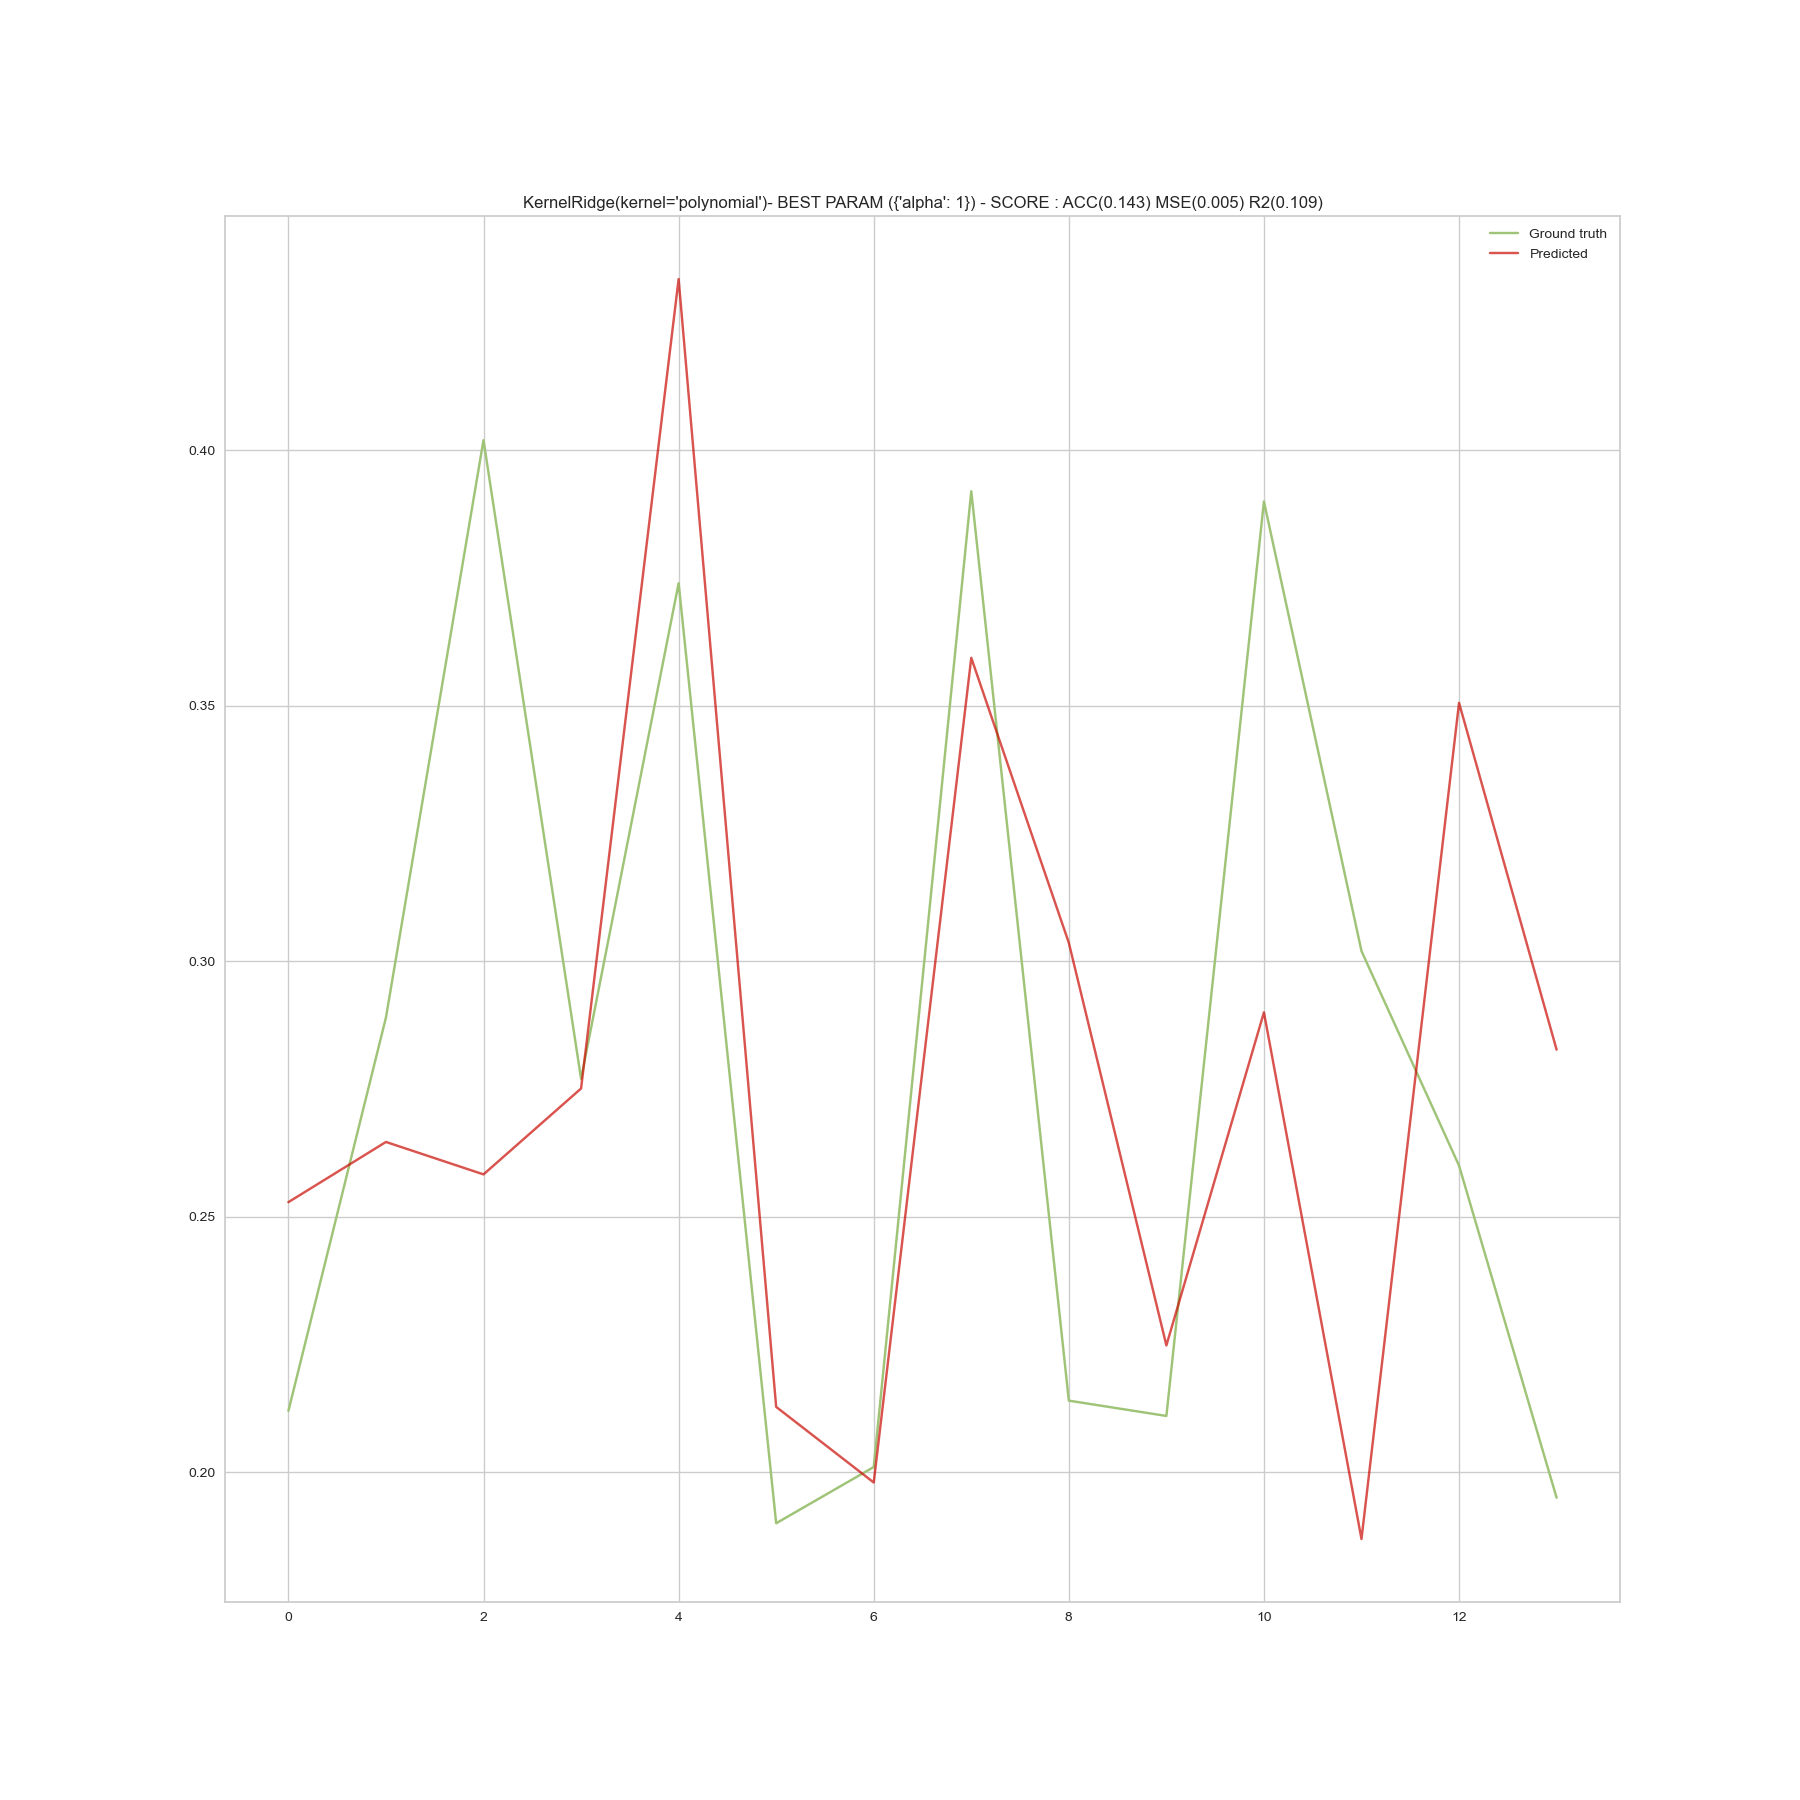 KernelRidge(kernel='polynomial')- BEST PARAM ({'alpha': 1}) - SCORE : ACC(0.143) MSE(0.005) R2(0.109)
Ground truth
Predicted
0.40
0.35
0.30
0.25
0.20
0 2 4 6 8 10 12